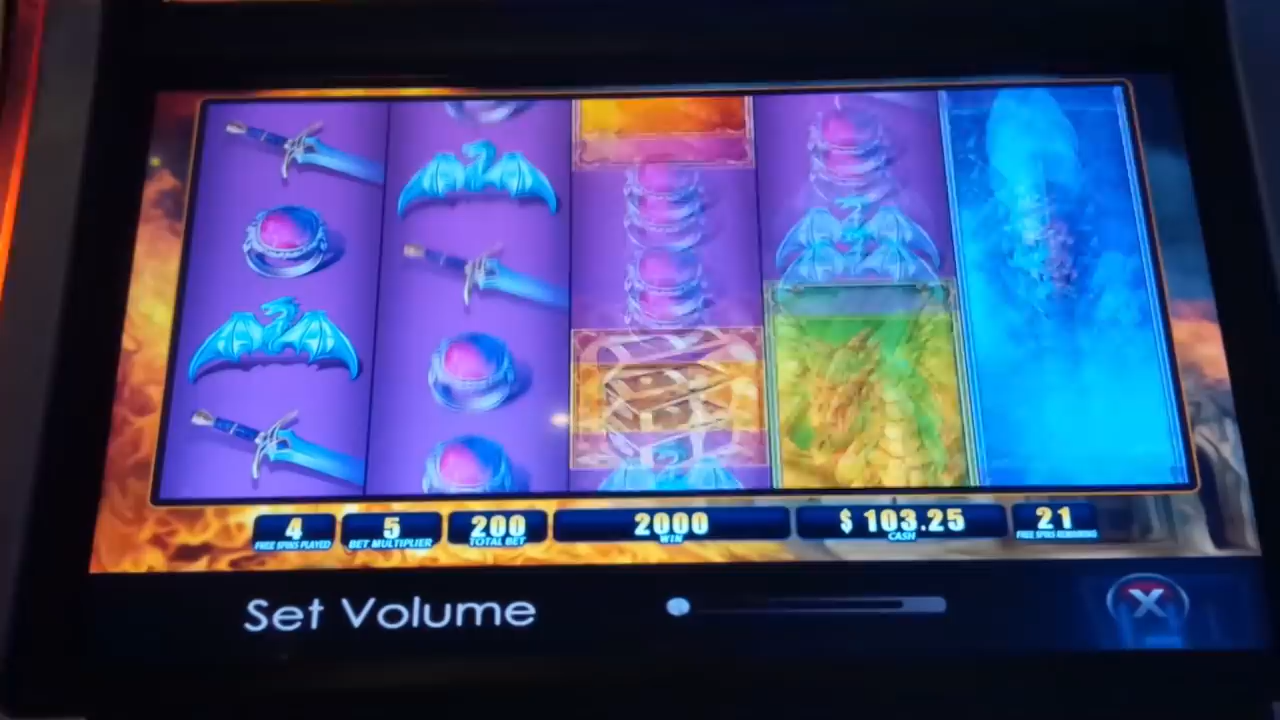 4 5 200 2000 $ 103.25 21
FREE SPINS PLAYED BET MULTIPLIER TOTAL BET WIN CASH FREE SPINS REMAINING
Set Volume
X